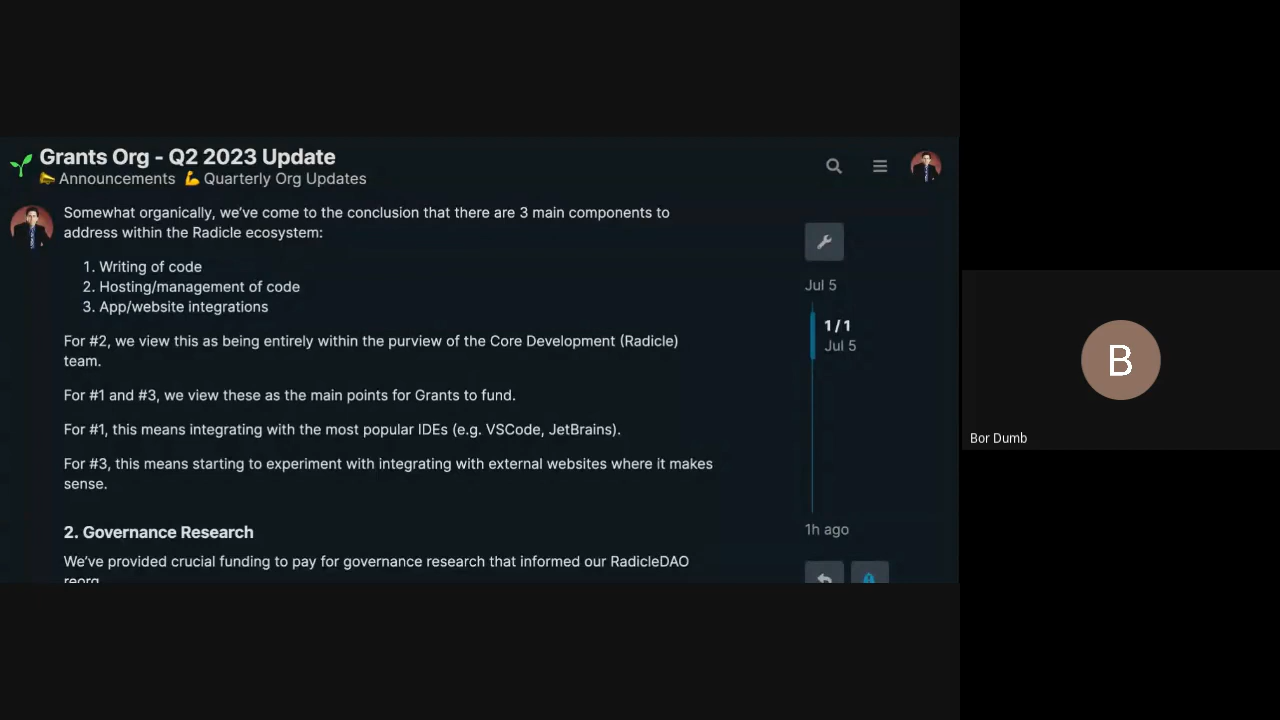 Grants Org - Q2 2023 Update
Announcements Quarterly Org Updates
Somewhat organically, we've come to the conclusion that there are 3 main components to
address within the Radicle ecosystem:
1. Writing of code
2. Hosting/management of code
3. App/website integrations
For #2, we view this as being entirely within the purview of the Core Development (Radicle)
team.
For #1 and #3, we view these as the main points for Grants to fund.
For #1, this means integrating with the most popular IDEs (e.g. VSCode, JetBrains).
For #3, this means starting to experiment with integrating with external websites where it makes
sense.
2. Governance Research
We've provided crucial funding to pay for governance research that informed our RadicleDAO
reorg
Jul 5
1 / 1
Jul 5
1h ago
B
Bor Dumb